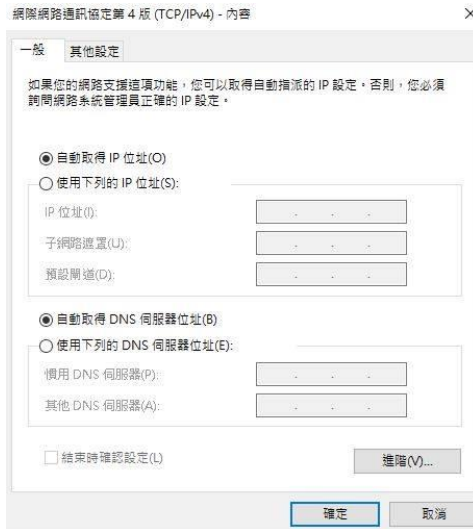 網際網路通訊協定第 4 版 (TCP/IPv4) - 內容
一般 其他設定
如果您的網路支援這項功能，您可以取得自動指派的 IP 設定。否則，您必須
詢問網路系統管理員正確的 IP 設定。
自動取得 IP 位址(O)
使用下列的 IP 位址(S):
IP 位址(I):
子網路遮罩(U):
預設閘道(D):
自動取得 DNS 伺服器位址(B)
使用下列的 DNS 伺服器位址(E):
慣用 DNS 伺服器(P):
其他 DNS 伺服器(A):
結束時確認設定(L)
進階(V)...
確定 取消